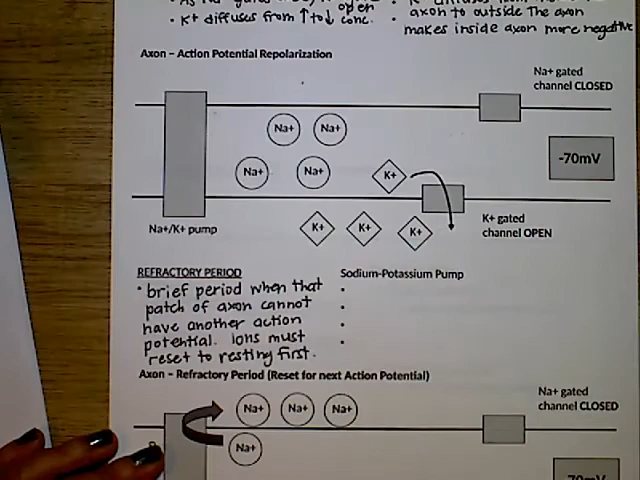 open
• K+ diffuses from ↑ to ↓ conc.
axon to outside The axon
makes inside axon more negative
Axon – Action Potential Repolarization
Na+ gated
channel CLOSED
Na+ Na+
-70mV
Na+ Na+ K+
K+ K+ K+
Na+/K+ pump
K+ gated
channel OPEN
REFRACTORY PERIOD
• brief period when that
patch of axon cannot
have another action
potential. Ions must
reset to resting first.
Sodium-Potassium Pump
Axon – Refractory Period (Reset for next Action Potential)
Na+ gated
channel CLOSED
Na+ Na+ Na+
Na+